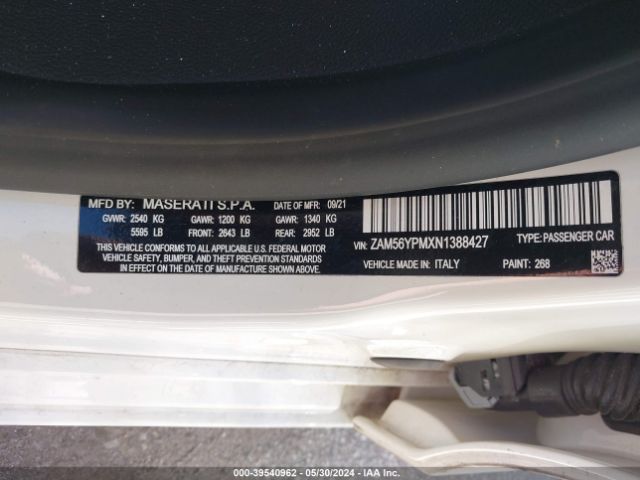 MFD BY: MASERATI S.P.A. DATE OF MFR: 09/21
GVWR: 2540 KG GAWR: 1200 KG GAWR: 1340 KG
5595 LB FRONT: 2643 LB REAR: 2952 LB
THIS VEHICLE CONFORMS TO ALL APPLICABLE U.S. FEDERAL MOTOR
VEHICLE SAFETY, BUMPER, AND THEFT PREVENTION STANDARDS
IN EFFECT ON THE DATE OF MANUFACTURE SHOWN ABOVE.
VIN: ZAM56YPMXN1388427 TYPE: PASSENGER CAR
VEHICLE MADE IN: ITALY PAINT: 268
000-39540962 - 05/30/2024 - IAA Inc.